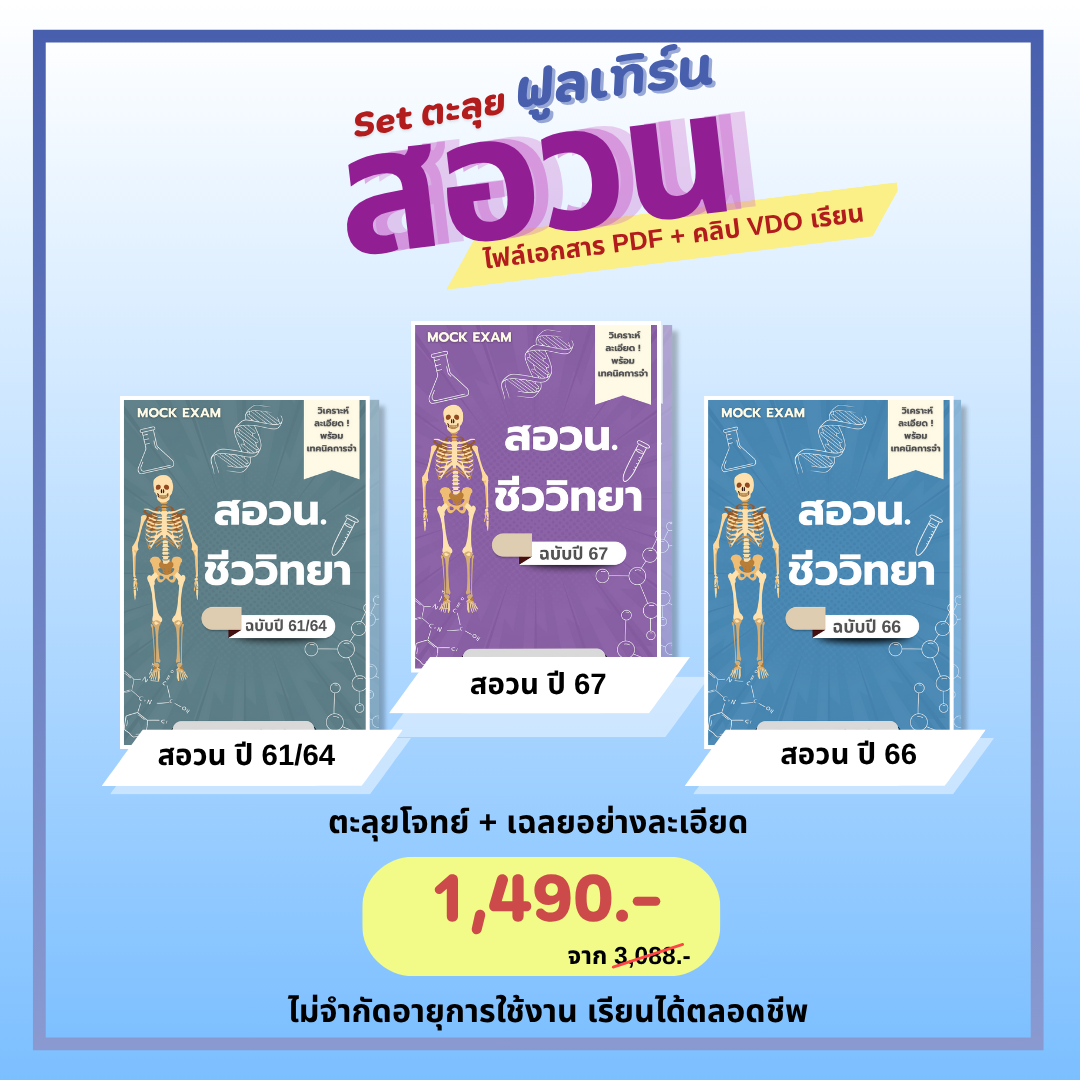 Set ตะลุย ฟูลเทิร์น
สอวน
ไฟล์เอกสาร PDF + คลิป VDO เรียน
MOCK EXAM
วิเคราะห์
ละเอียด !
พร้อม
เทคนิคการจำ
สอวน.
ชีววิทยา
ฉบับปี 61/64
สอวน ปี 61/64
MOCK EXAM
วิเคราะห์
ละเอียด !
พร้อม
เทคนิคการจำ
สอวน.
ชีววิทยา
ฉบับปี 67
สอวน ปี 67
MOCK EXAM
วิเคราะห์
ละเอียด !
พร้อม
เทคนิคการจำ
สอวน.
ชีววิทยา
ฉบับปี 66
สอวน ปี 66
ตะลุยโจทย์ + เฉลยอย่างละเอียด
1,490.-
จาก 3,088.-
ไม่จำกัดอายุการใช้งาน เรียนได้ตลอดชีพ